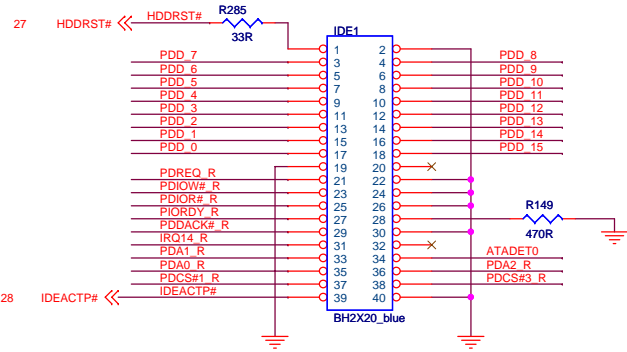 R285
IDE1
27 HDDRST# HDDRST#
33R
1 2
PDD_7 3 4 PDD_8
PDD_6 5 6 PDD_9
PDD_5 7 8 PDD_10
PDD_4 9 10 PDD_11
PDD_3 11 12 PDD_12
PDD_2 13 14 PDD_13
PDD_1 15 16 PDD_14
PDD_0 17 18 PDD_15
19 20
PDREQ_R 21 22
PDIOW#_R 23 24
PDIOR#_R 25 26
PIORDY_R 27 28 R149
PDDACK#_R 29 30 470R
IRQ14_R 31 32
PDA1_R 33 34 ATADET0
PDA0_R 35 36 PDA2_R
PDCS#1_R 37 38 PDCS#3_R
28 IDEACTP# IDEACTP# 39 40
BH2X20_blue